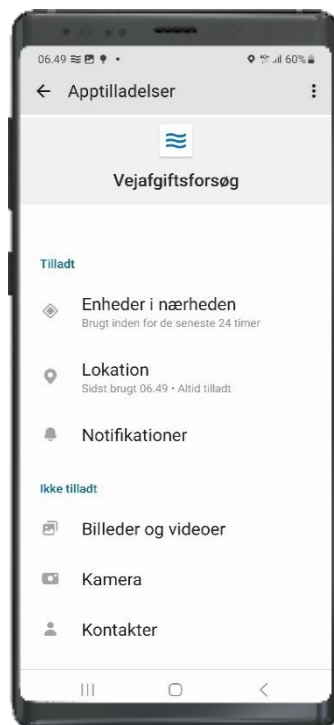 06.49
60%
Apptilladelser
Vejafgiftsforsøg
Tilladt
Enheder i nærheden
Brugt inden for de seneste 24 timer
Lokation
Sidst brugt 06.49 • Altid tilladt
Notifikationer
Ikke tilladt
Billeder og videoer
Kamera
Kontakter